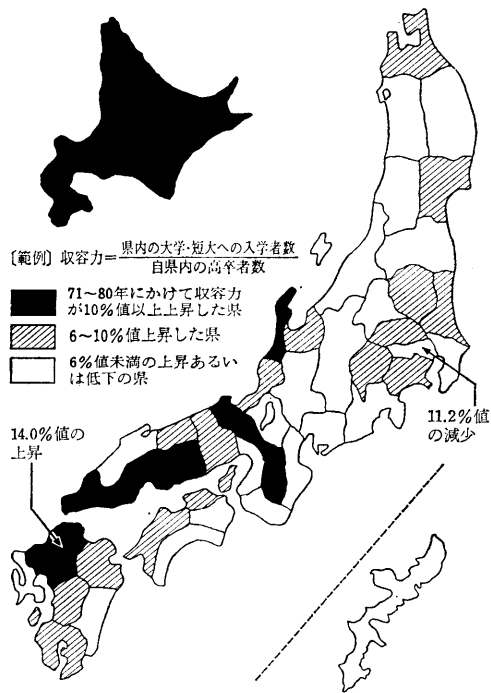 〔範例〕収容力=県内の大学・短大への入学者数
自県内の高卒者数
71〜80年にかけて収容力
が10%値以上上昇した県
6〜10%値上昇した県
6%値未満の上昇あるい
は低下の県
14.0%値の
上昇
11.2%値
の減少